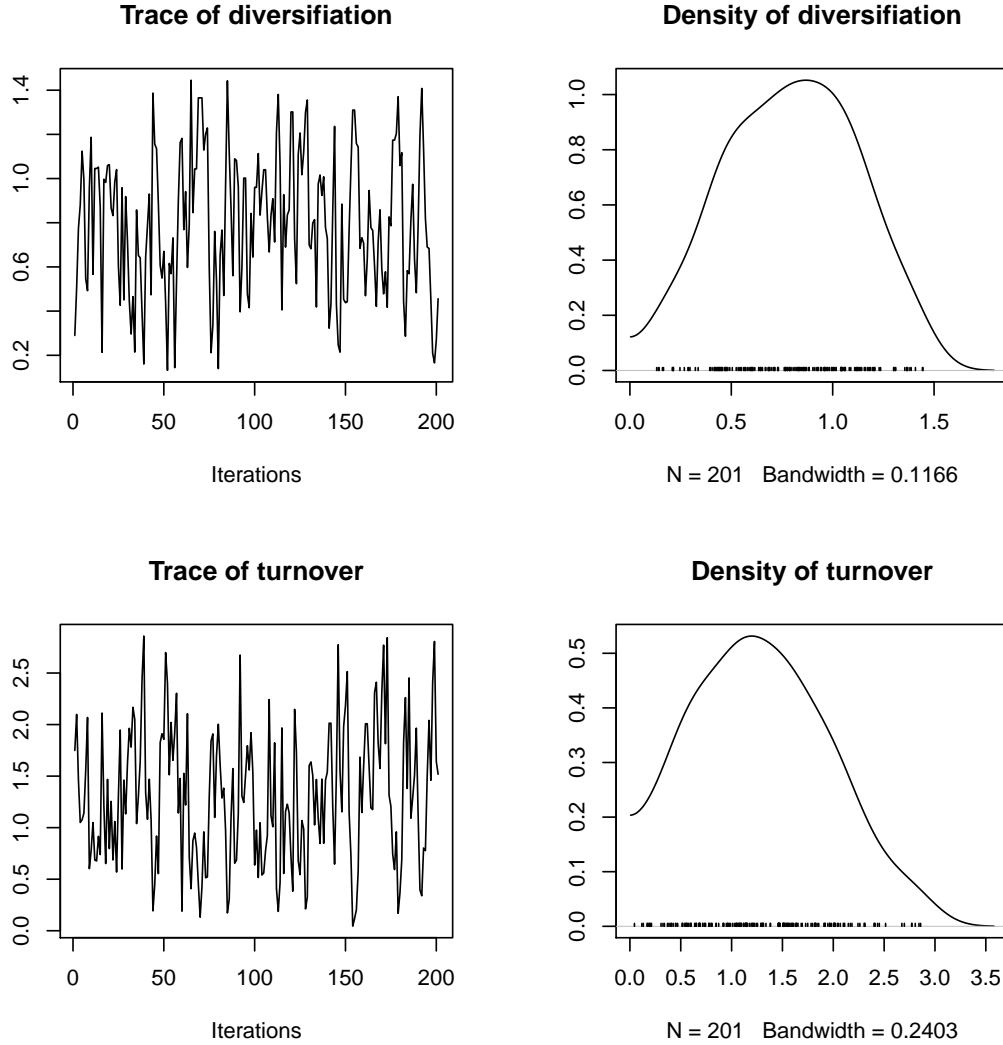 Trace of diversifiation
0.2 0.6 1.0 1.4
0 50 100 150 200
Iterations
Density of diversifiation
0.0 0.2 0.4 0.6 0.8 1.0
0.0 0.5 1.0 1.5
N = 201 Bandwidth = 0.1166
Trace of turnover
0.0 0.5 1.0 1.5 2.0 2.5
0 50 100 150 200
Iterations
Density of turnover
0.0 0.1 0.2 0.3 0.4 0.5
0.0 0.5 1.0 1.5 2.0 2.5 3.0 3.5
N = 201 Bandwidth = 0.2403